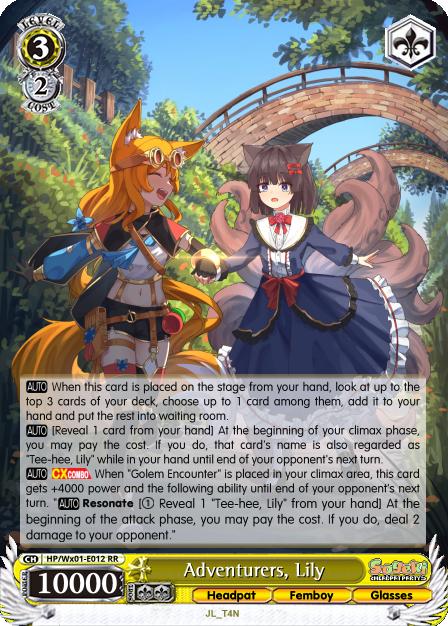 3
LEVEL
2
COST
AUTO When this card is placed on the stage from your hand, look at up to the
top 3 cards of your deck, choose up to 1 card among them, add it to your
hand and put the rest into waiting room.
AUTO [Reveal 1 card from your hand] At the beginning of your climax phase,
you may pay the cost. If you do, that card's name is also regarded as
"Tee-hee, Lily" while in your hand until end of your opponent's next turn.
AUTO CXCOMBO When "Golem Encounter" is placed in your climax area, this card
gets +4000 power and the following ability until end of your opponent's next
turn. "AUTO Resonate [① Reveal 1 "Tee-hee, Lily" from your hand] At the
beginning of the attack phase, you may pay the cost. If you do, deal 2
damage to your opponent."
CH HP/Wx01-E012 RR
POWER
10000
SOUL
Adventurers, Lily
HEADPATPARTYS
Headpat
Femboy
Glasses
JL_T4N